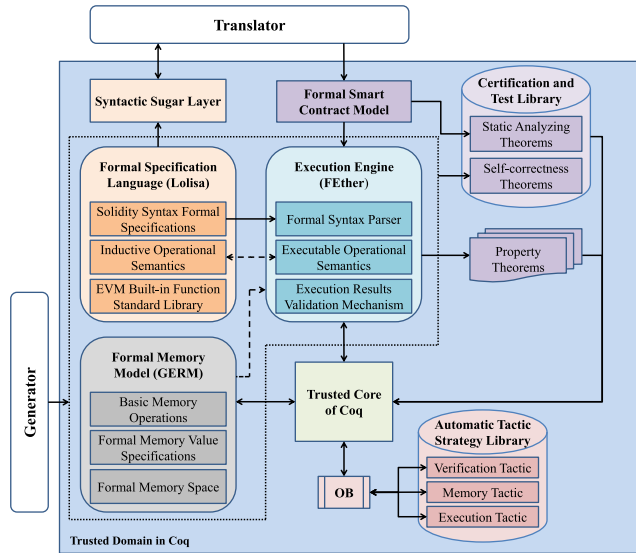 Translator
Syntactic Sugar Layer
Formal Smart
Contract Model
Certification and
Test Library
Static Analyzing
Theorems
Self-correctness
Theorems
Formal Specification
Language (Lolisa)
Solidity Syntax Formal
Specifications
Inductive Operational
Semantics
EVM Built-in Function
Standard Library
Execution Engine
(FEther)
Formal Syntax Parser
Executable Operational
Semantics
Execution Results
Validation Mechanism
Property
Theorems
Generator
Formal Memory
Model (GERM)
Basic Memory
Operations
Formal Memory Value
Specifications
Formal Memory Space
Trusted Core
of Coq
OB
Automatic Tactic
Strategy Library
Verification Tactic
Memory Tactic
Execution Tactic
Trusted Domain in Coq